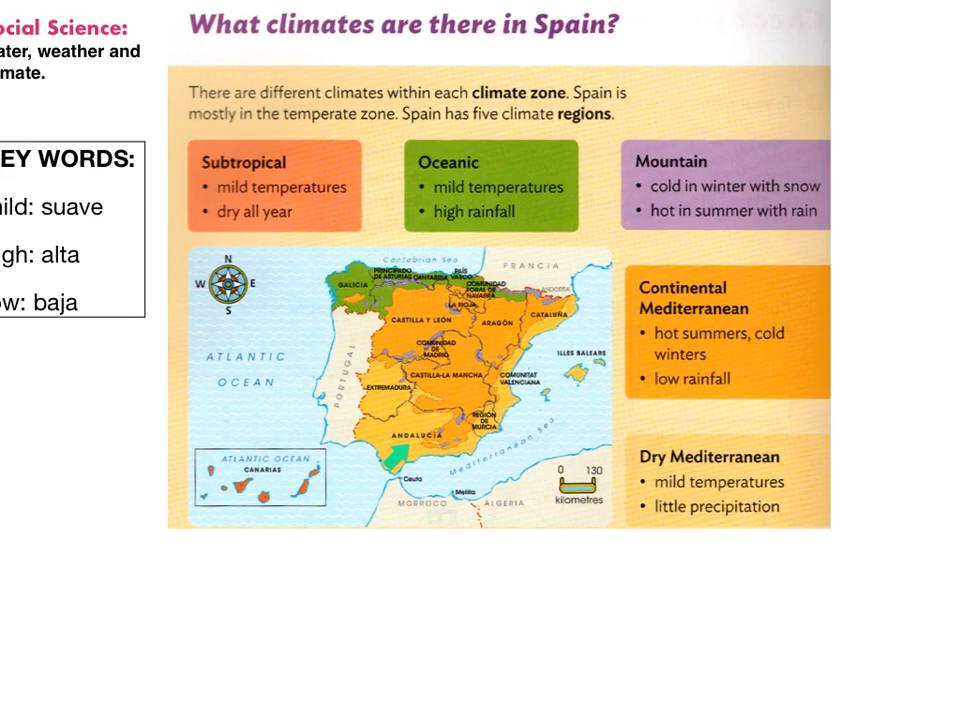 ocial Science:
ater, weather and
mate.
EY WORDS:
ild: suave
gh: alta
ow: baja
What climates are there in Spain?
There are different climates within each climate zone. Spain is
mostly in the temperate zone. Spain has five climate regions.
Subtropical
• mild temperatures
• dry all year
Oceanic
• mild temperatures
• high rainfall
Mountain
• cold in winter with snow
• hot in summer with rain
Continental
Mediterranean
• hot summers, cold
winters
• low rainfall
Dry Mediterranean
• mild temperatures
• little precipitation
N
W
E
S
Cantabrian Sea
FRANCIA
GALICIA
PRINCIPADO
DE ASTURIAS
CANTABRIA
PAÍS
VASCO
COMUNIDAD
FORAL DE
NAVARRA
ANDORRA
LA RIOJA
CATALUÑA
CASTILLA Y LEÓN
ARAGÓN
COMUNIDAD
DE
MADRID
ATLANTIC
OCEAN
PORTUGAL
ILLES BALEARS
CASTILLA-LA MANCHA
COMUNITAT
VALENCIANA
EXTREMADURA
REGIÓN
DE
MURCIA
ANDALUCÍA
Mediterranean Sea
ATLANTIC OCEAN
CANARIAS
Ceuta
Melilla
MOROCCO
ALGERIA
0 130
kilometres